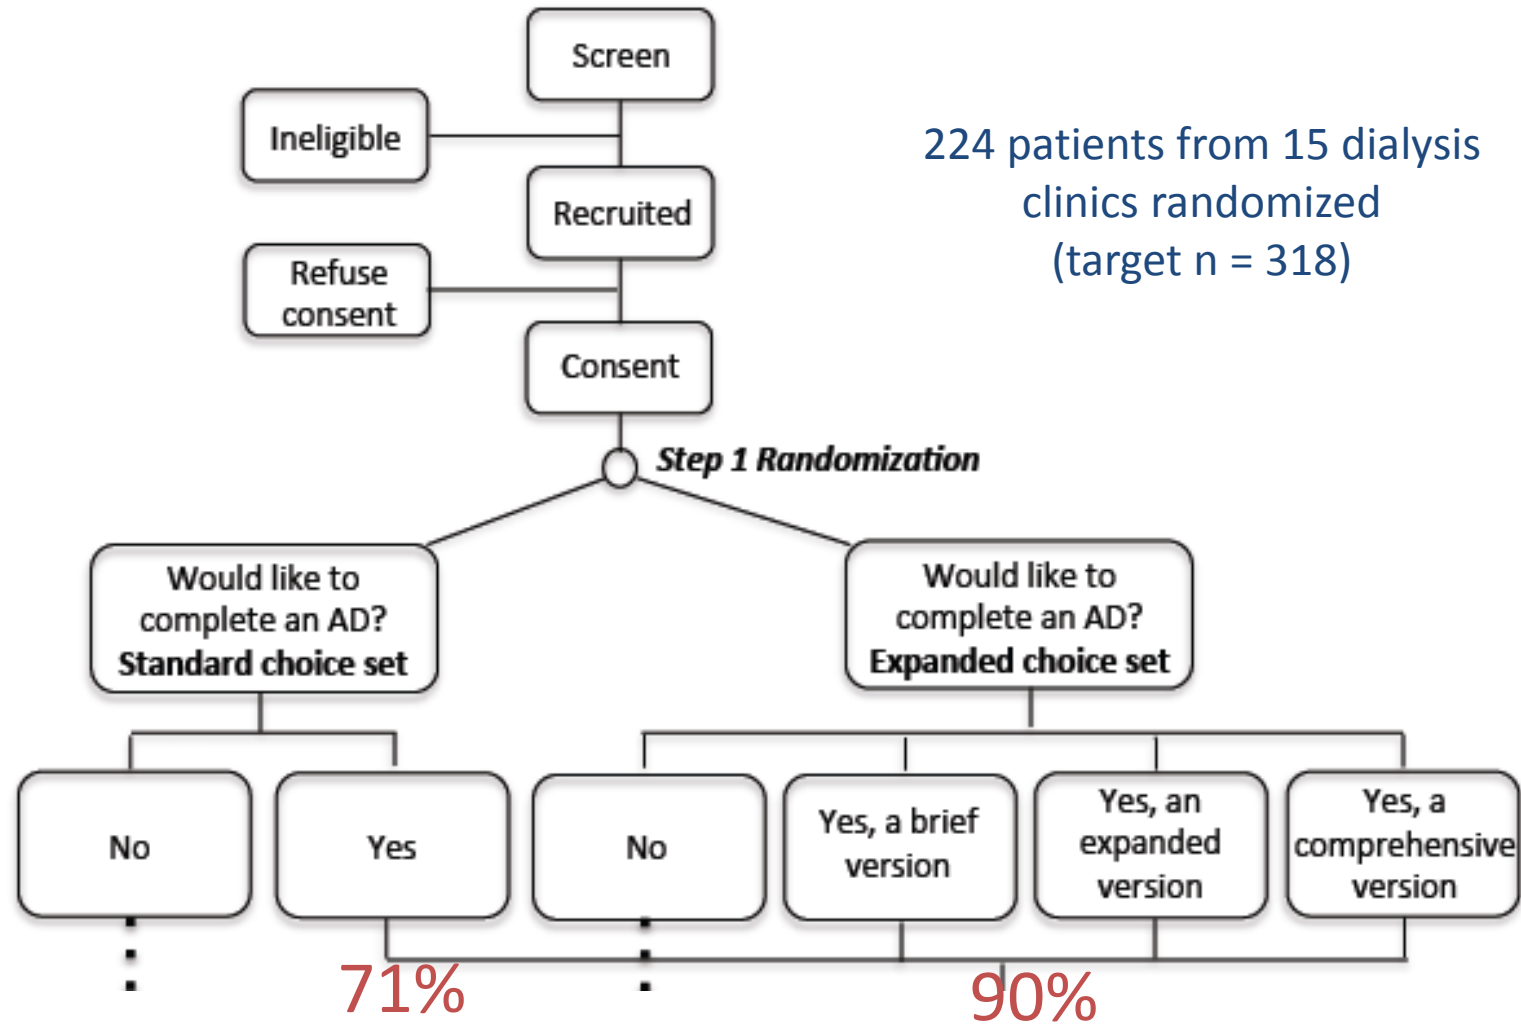 Screen
Ineligible
224 patients from 15 dialysis
clinics randomized
(target n = 318)
Recruited
Refuse
consent
Consent
Step 1 Randomization
Would like to
complete an AD?
Standard choice set
Would like to
complete an AD?
Expanded choice set
No
Yes
No
Yes, a brief
version
Yes, an
expanded
version
Yes, a
comprehensive
version
71%
90%